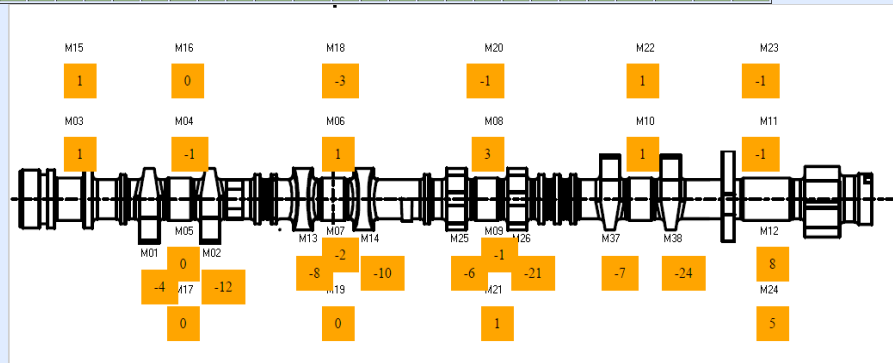 M15 M16 M18 M20 M22 M23
1 0 -3 -1 1 -1
M03 M04 M06 M08 M10 M11
1 -1 1 3 1 -1
M05 M07 M09 M12
M13 M14 M25 M26 M37 M38
M01 M02
0 -2 -1 8
-8 -10 -6 -21 -7 -24
-4 -12
M17 M19 M21 M24
0 0 1 5